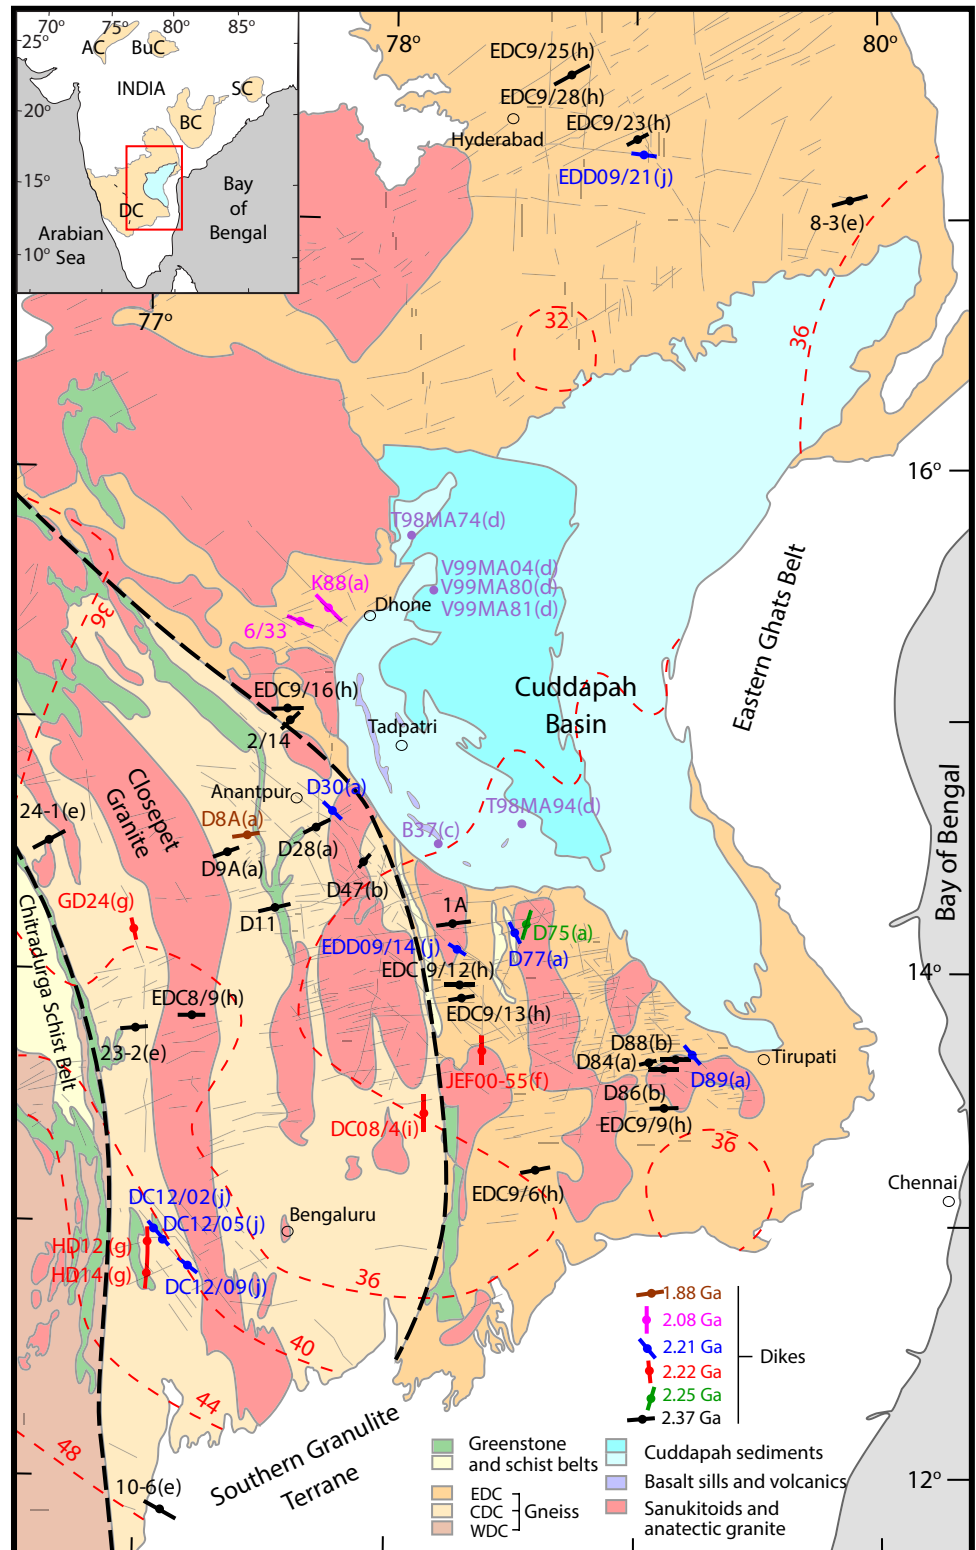 70° 75° 80° 85°
25°
AC BuC
INDIA SC
20°
BC
15°
Bay
of
Bengal
DC
Arabian
Sea
10°
77°
78°
80°
EDC9/25(h)
EDC9/28(h)
EDC9/23(h)
Hyderabad
EDD09/21(j)
8-3(e)
32
36
16°
T98MA74(d)
V99MA04(d)
V99MA80(d)
V99MA81(d)
K88(a)
Dhone
6/33
36
Eastern Ghats Belt
EDC9/16(h)
Cuddapah
Basin
2/14
Tadpatri
Anantpur
D30(a)
24-1(e)
Closepet
Granite
D8A(a)
T98MA94(d)
B37(c)
D28(a)
D9A(a)
D47(b)
Bay of Bengal
GD24(g)
D11
1A
D75(a)
EDD09/14(j)
D77(a)
Chitradurga Schist Belt
EDC 9/12(h)
14°
EDC8/9(h)
EDC9/13(h)
23-2(e)
D88(b)
D84(a)
Tirupati
JEF00-55(f)
D89(a)
D86(b)
DC08/4(i)
EDC9/9(h)
36
EDC9/6(h)
Chennai
DC12/02(j)
DC12/05(j)
Bengaluru
HD12(g)
HD14(g)
DC12/09(j)
36
40
44
48
1.88 Ga
2.08 Ga
2.21 Ga
Dikes
2.22 Ga
2.25 Ga
2.37 Ga
Southern Granulite
Terrane
10-6(e)
Greenstone
and schist belts
EDC
CDC Gneiss
WDC
Cuddapah sediments
Basalt sills and volcanics
Sanukitoids and
anatectic granite
12°